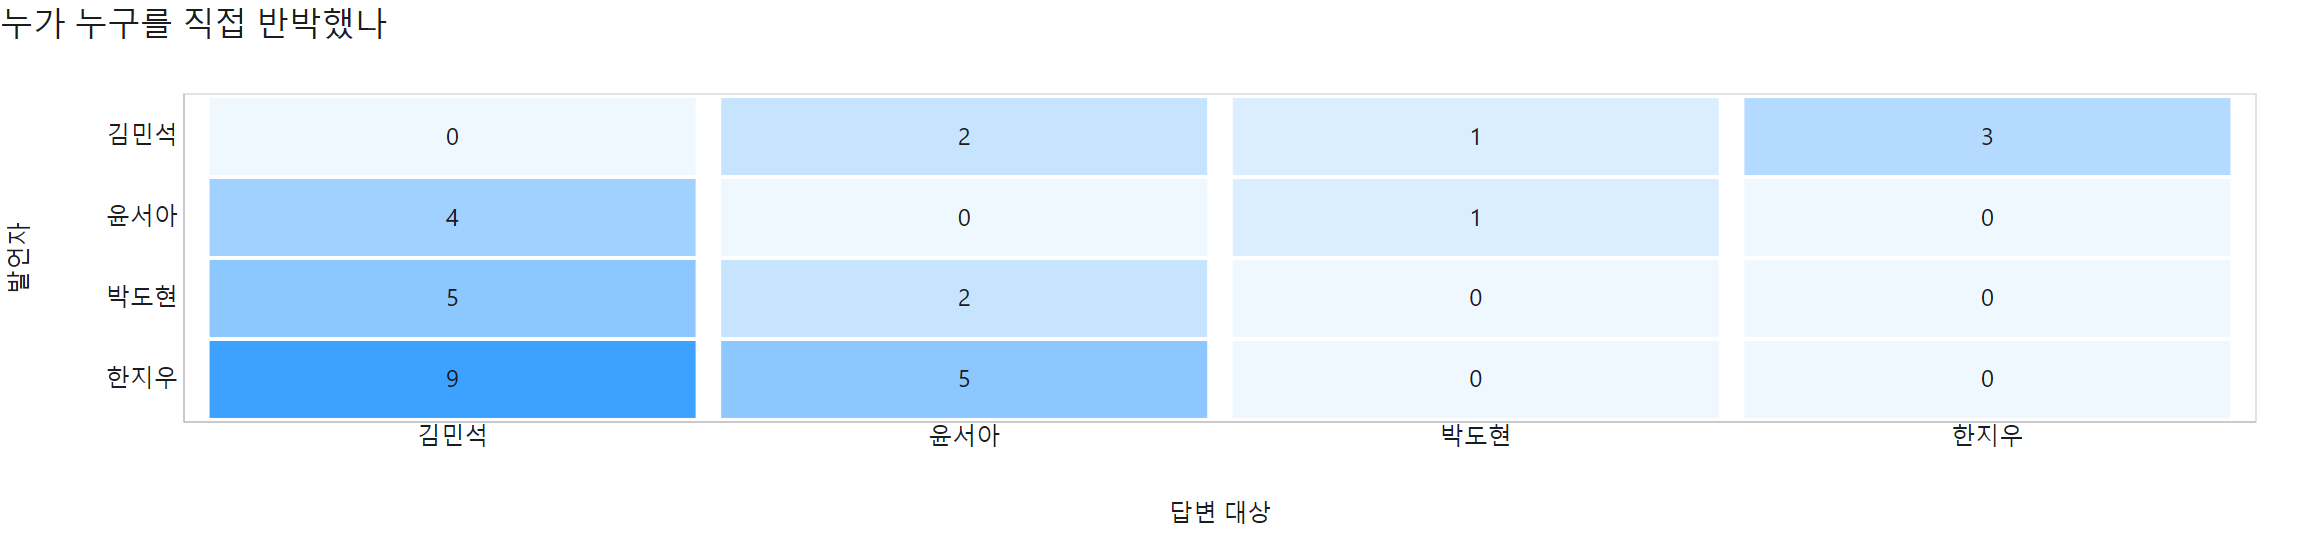 누가 누구를 직접 반박했나
발언자
김민석 0 2 1 3
윤서아 4 0 1 0
박도현 5 2 0 0
한지우 9 5 0 0
김민석 윤서아 박도현 한지우
답변 대상